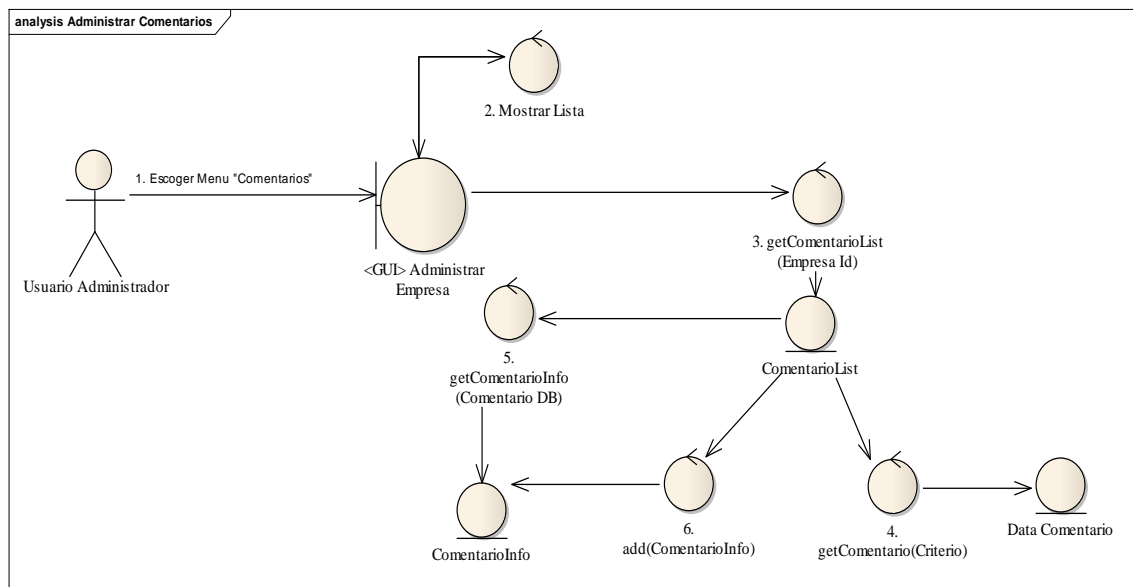 analysis Administrar Comentarios
2. Mostrar Lista
1. Escoger Menu "Comentarios"
Usuario Administrador
<GUI> Administrar
Empresa
3. getComentarioList
(Empresa Id)
5.
getComentarioInfo
(Comentario DB)
ComentarioList
ComentarioInfo
6.
add(ComentarioInfo)
4.
getComentario(Criterio)
Data Comentario